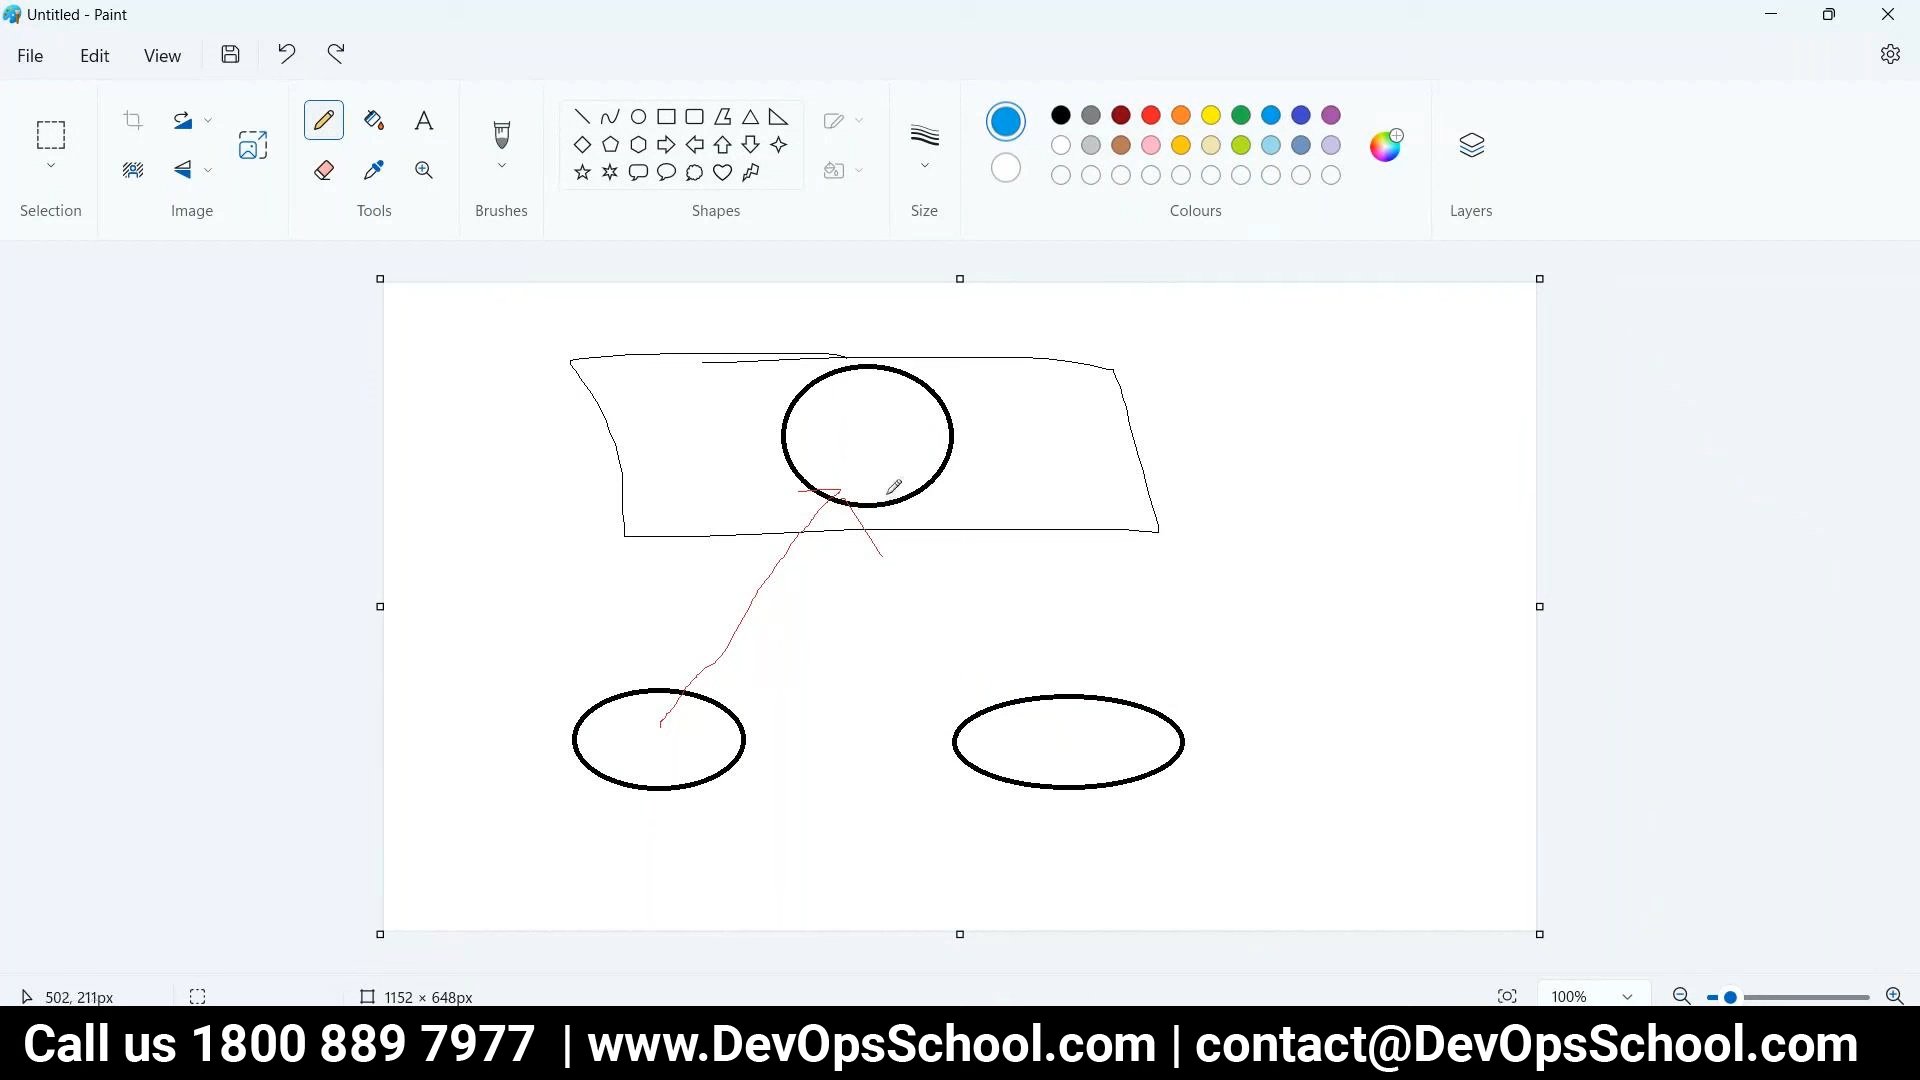 Untitled - Paint
File Edit View
Selection Image Tools Brushes Shapes Size Colours Layers
502, 211px 1152 × 648px 100%
Call us 1800 889 7977 | www.DevOpsSchool.com | contact@DevOpsSchool.com